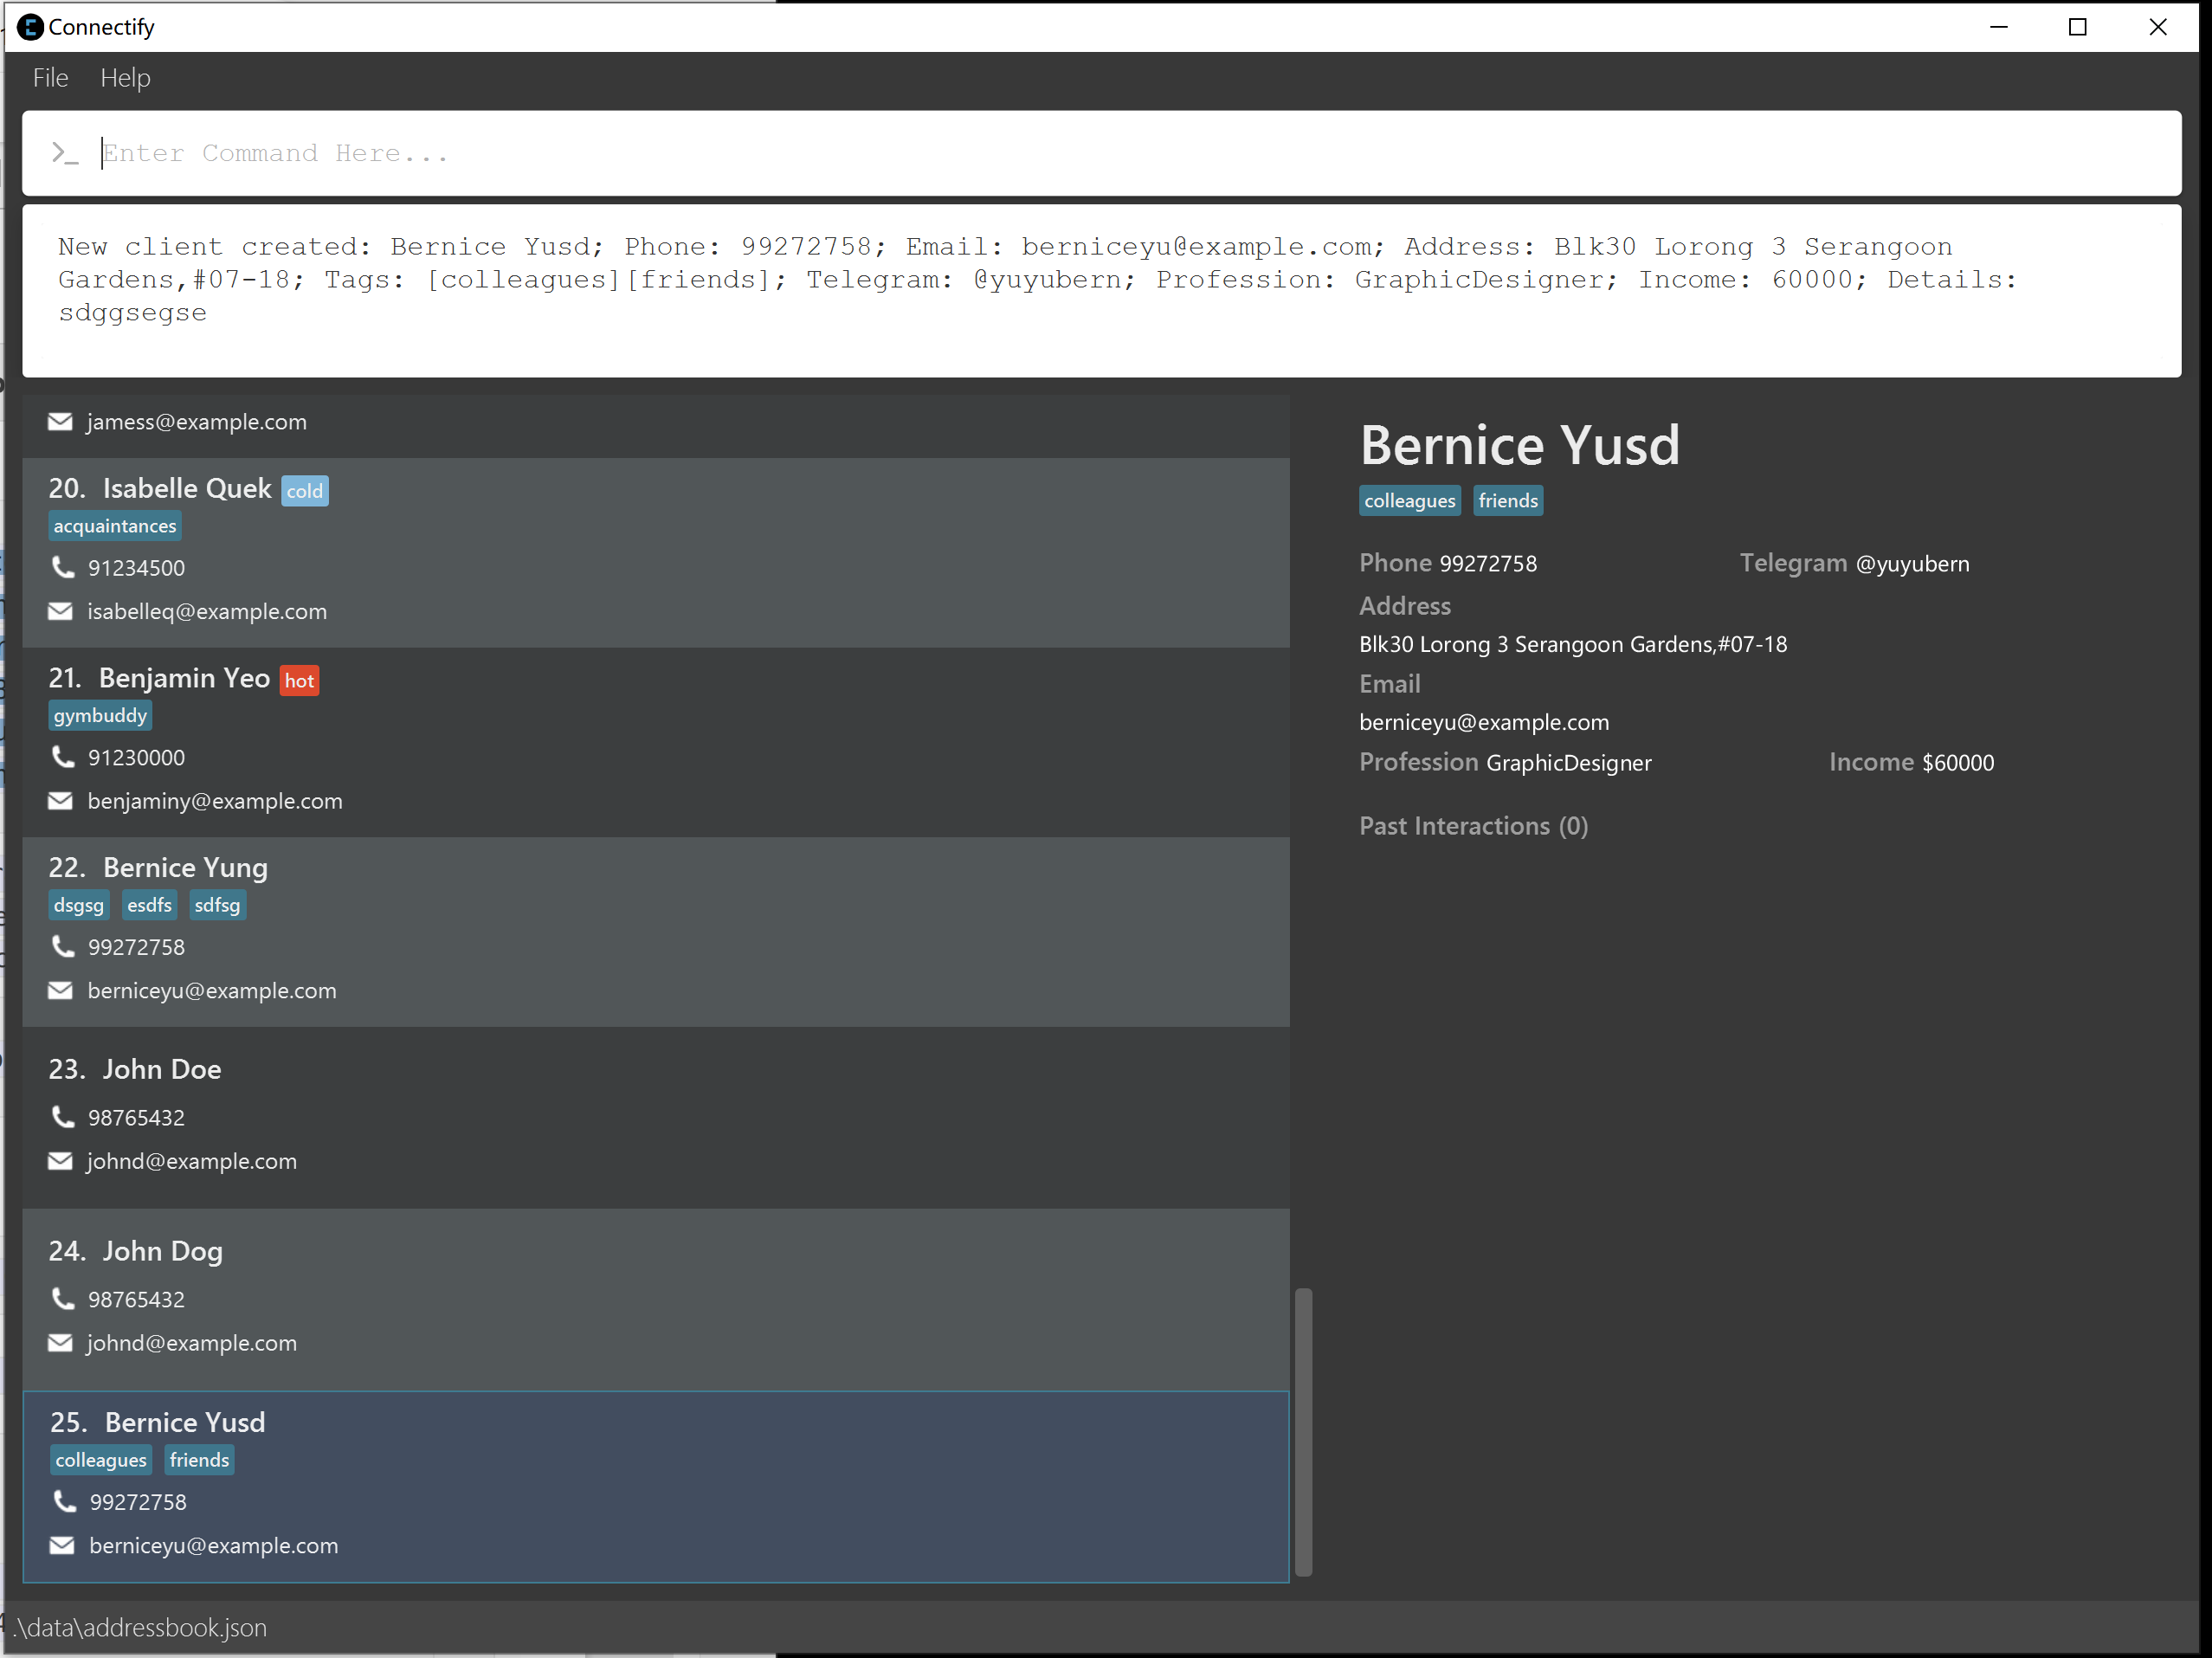 Connectify
File Help
Enter Command Here...
New client created: Bernice Yusd; Phone: 99272758; Email: berniceyu@example.com; Address: Blk30 Lorong 3 Serangoon
Gardens,#07-18; Tags: [colleagues][friends]; Telegram: @yuyubern; Profession: GraphicDesigner; Income: 60000; Details:
sdggsegse
jamess@example.com
20. Isabelle Quek cold
acquaintances
91234500
isabelleq@example.com
21. Benjamin Yeo hot
gymbuddy
91230000
benjaminy@example.com
22. Bernice Yung
dsgsg esdfs sdfsg
99272758
berniceyu@example.com
23. John Doe
98765432
johnd@example.com
24. John Dog
98765432
johnd@example.com
25. Bernice Yusd
colleagues friends
99272758
berniceyu@example.com
Bernice Yusd
colleagues friends
Phone 99272758 Telegram @yuyubern
Address
Blk30 Lorong 3 Serangoon Gardens,#07-18
Email
berniceyu@example.com
Profession GraphicDesigner Income $60000
Past Interactions (0)
.\data\addressbook.json